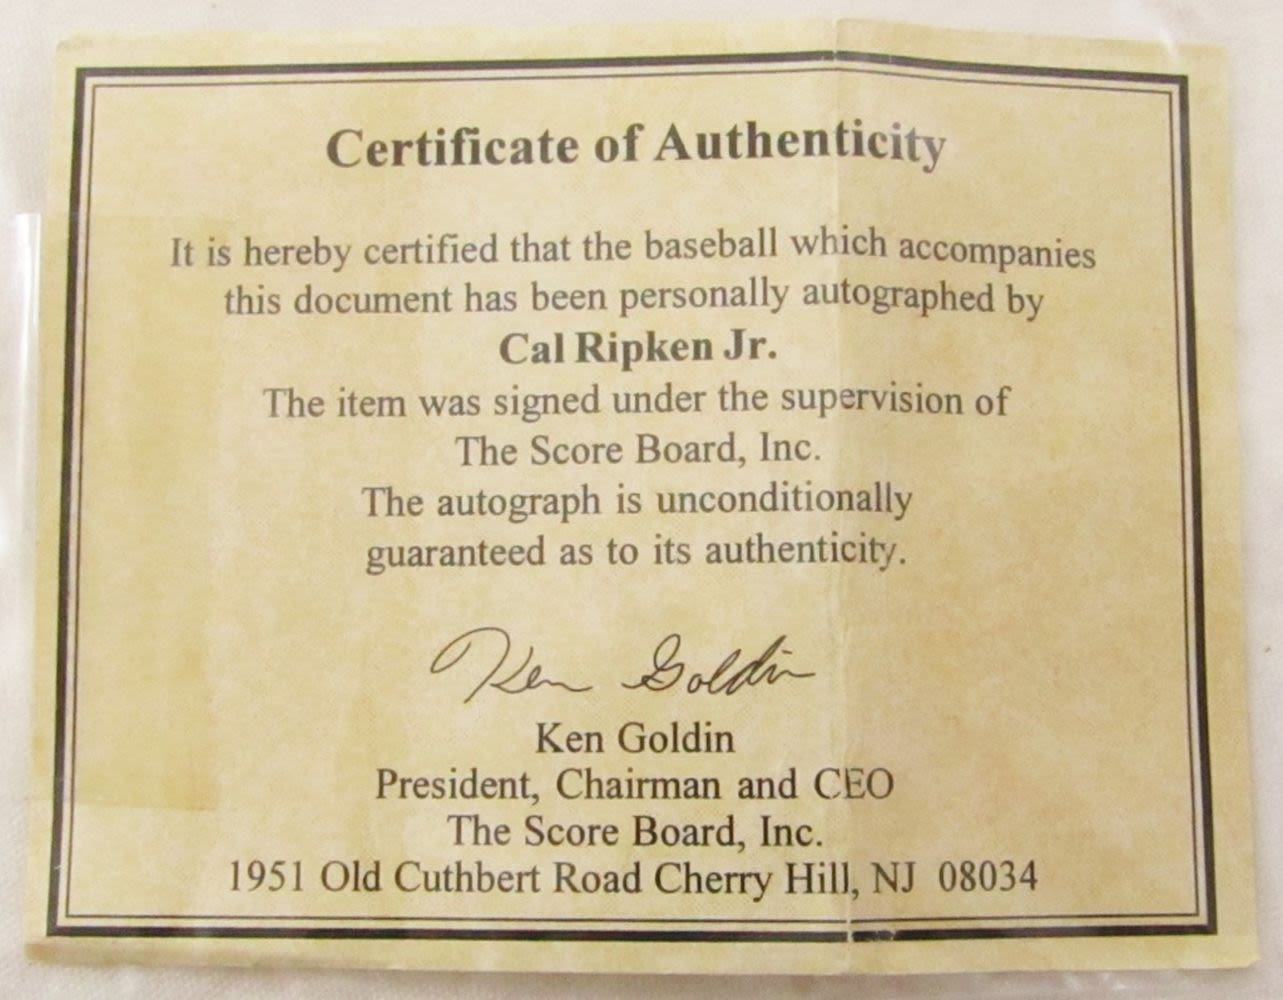 Certificate of Authenticity
It is hereby certified that the baseball which accompanies
this document has been personally autographed by
Cal Ripken Jr.
The item was signed under the supervision of
The Score Board, Inc.
The autograph is unconditionally
guaranteed as to its authenticity.
Ken Goldin
Ken Goldin
President, Chairman and CEO
The Score Board, Inc.
1951 Old Cuthbert Road Cherry Hill, NJ 08034